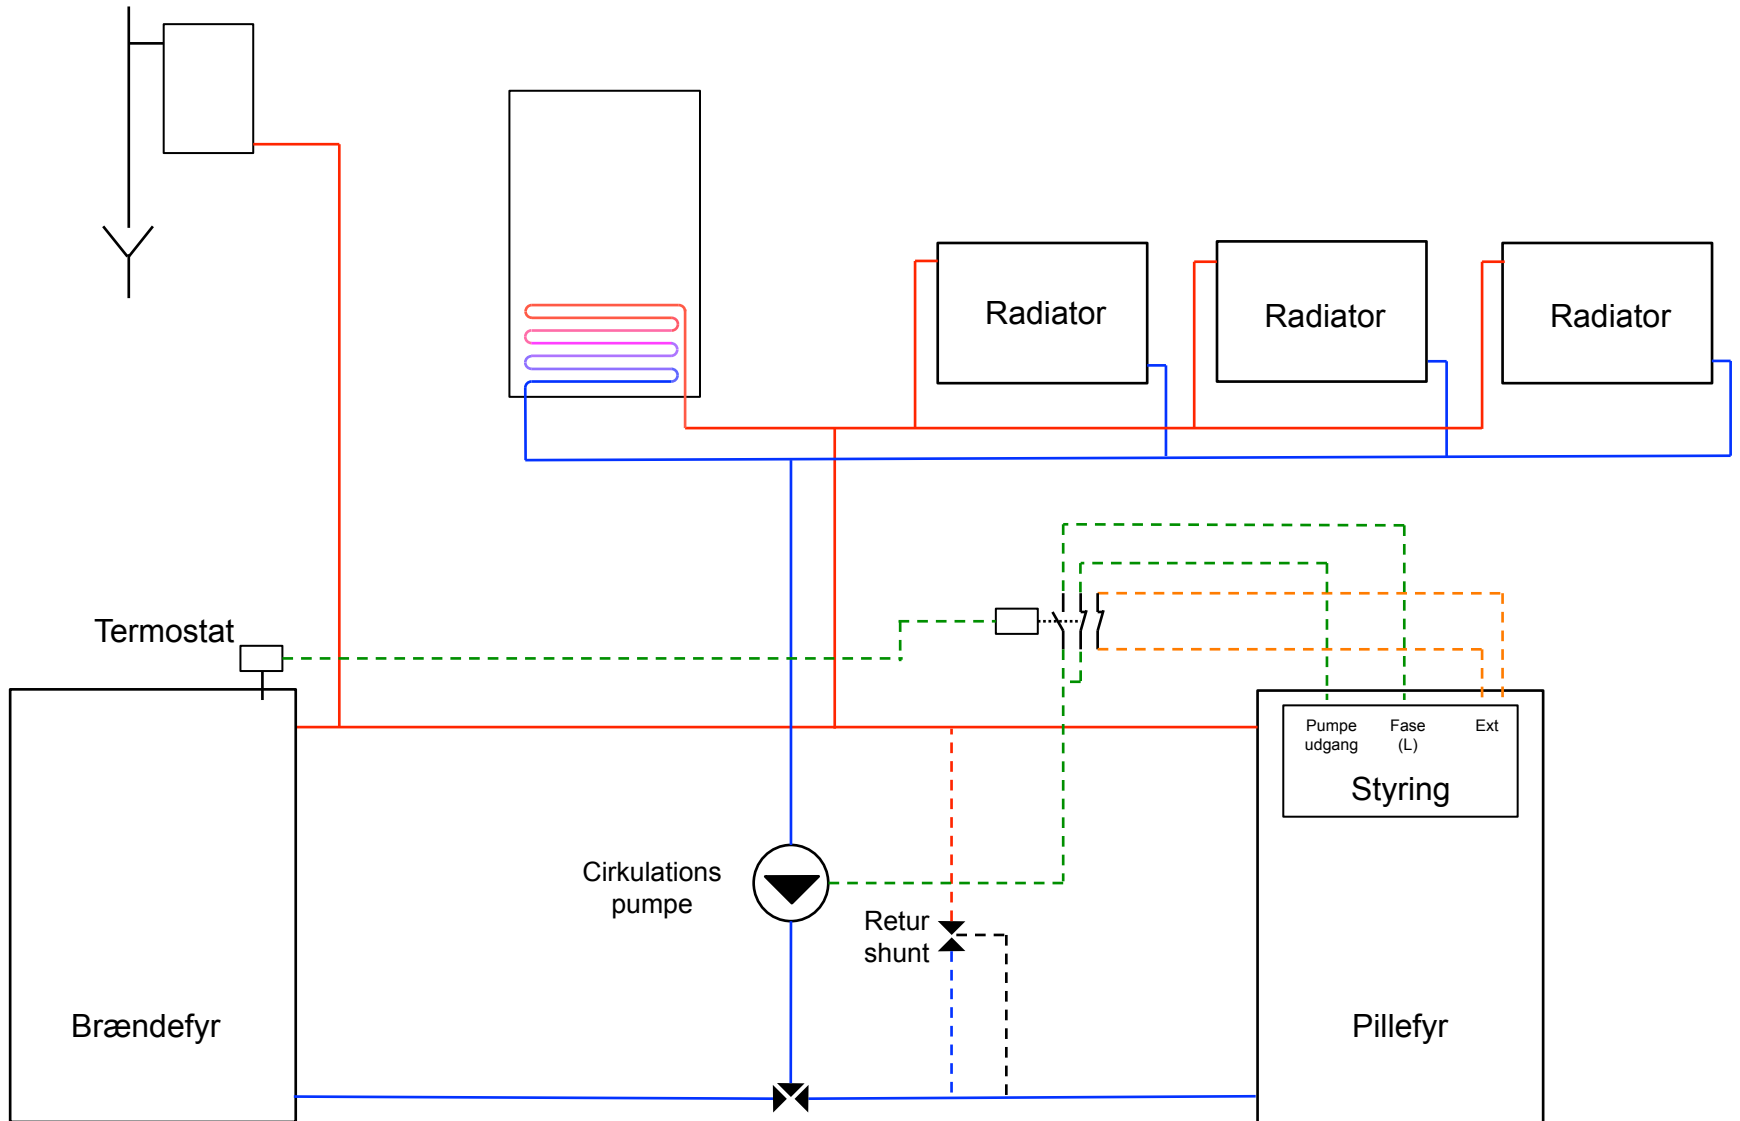 Radiator
Radiator
Radiator
Termostat
Pumpe
udgang
Fase
(L)
Ext
Styring
Cirkulations
pumpe
Retur
shunt
Brændefyr
Pillefyr